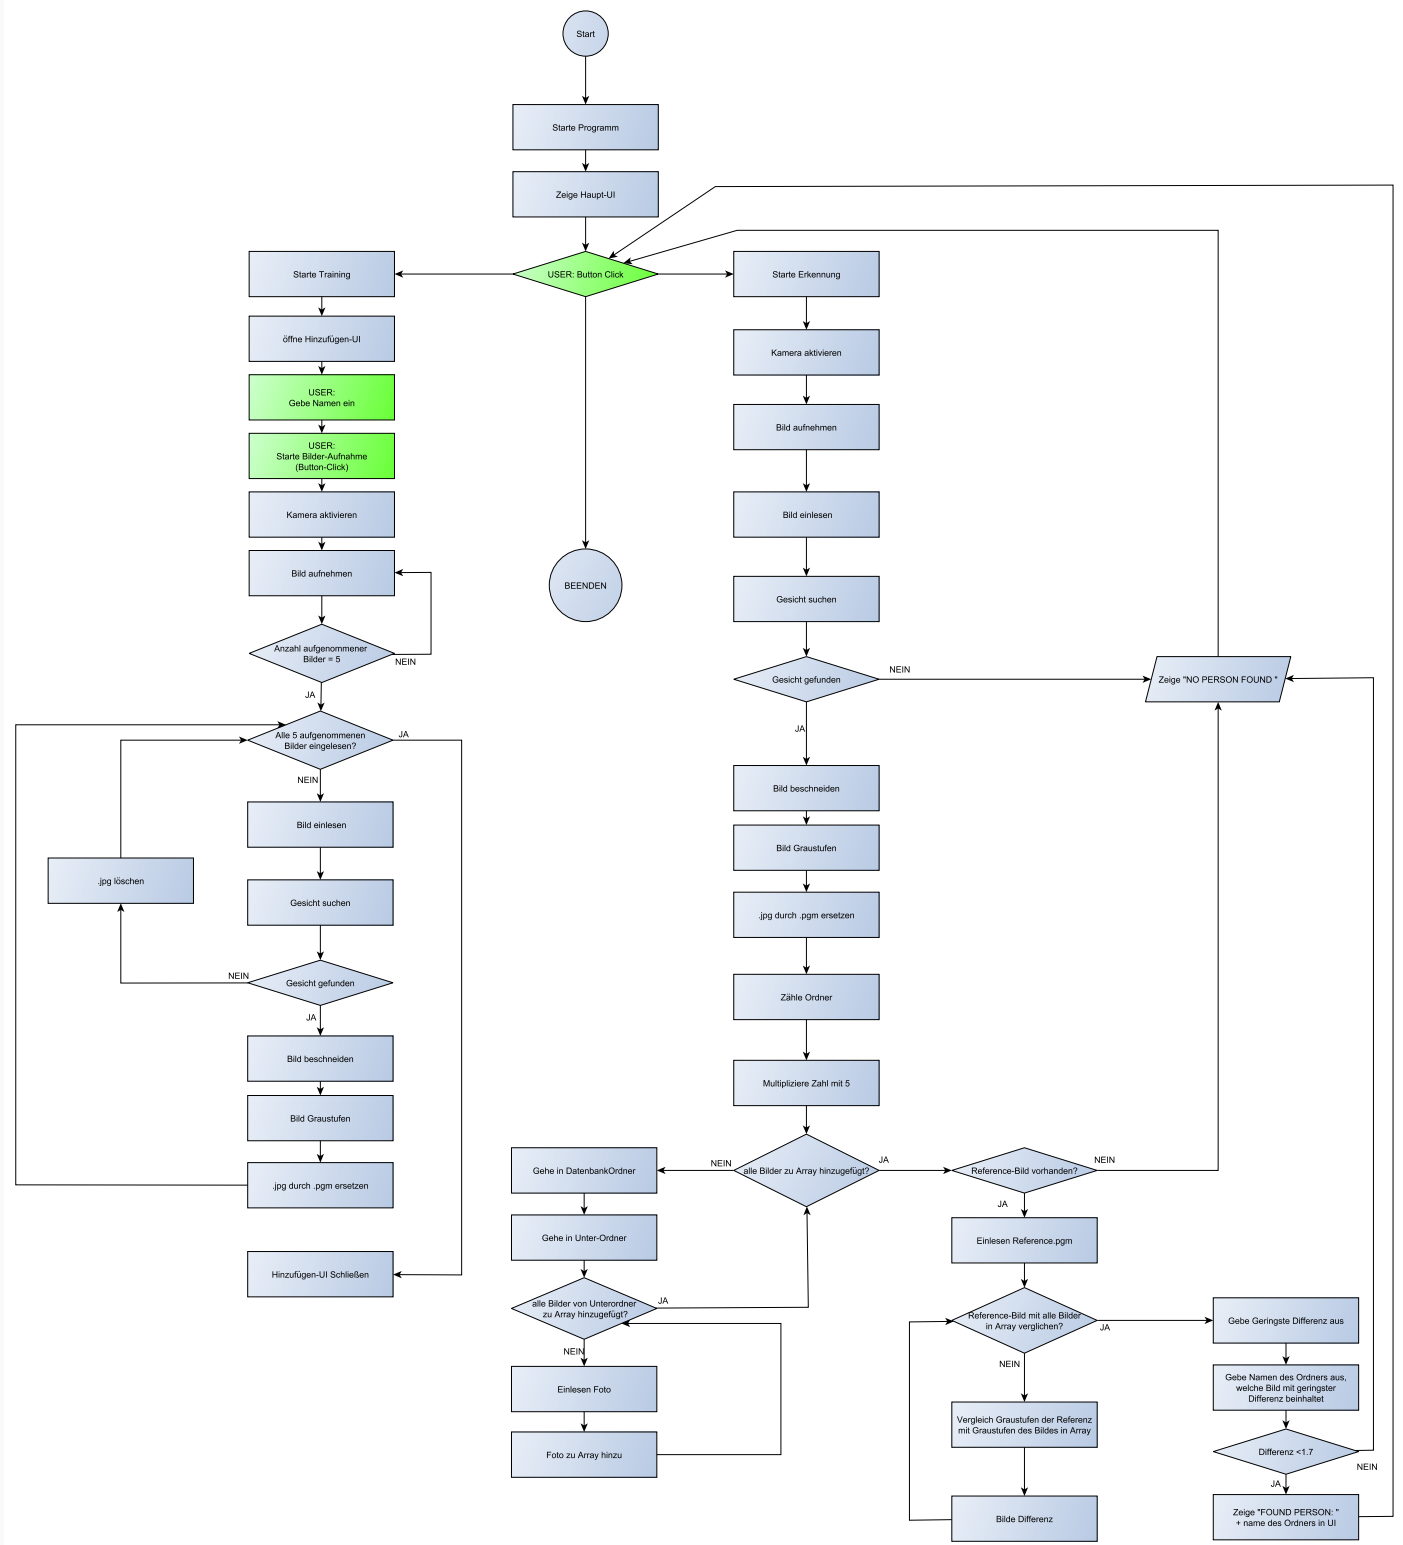 Start
Starte Programm
Zeige Haupt-UI
USER: Button Click
BEENDEN
Starte Training
öffne Hinzufügen-UI
USER:
Gebe Namen ein
USER:
Starte Bilder-Aufnahme
(Button-Click)
Kamera aktivieren
Bild aufnehmen
Anzahl aufgenommener
Bilder = 5
NEIN
JA
Alle 5 aufgenommenen
Bilder eingelesen?
JA
NEIN
Bild einlesen
.jpg löschen
Gesicht suchen
NEIN
Gesicht gefunden
JA
Bild beschneiden
Bild Graustufen
.jpg durch .pgm ersetzen
Hinzufügen-UI Schließen
Starte Erkennung
Kamera aktivieren
Bild aufnehmen
Bild einlesen
Gesicht suchen
Gesicht gefunden
NEIN
Zeige "NO PERSON FOUND "
JA
Bild beschneiden
Bild Graustufen
.jpg durch .pgm ersetzen
Zähle Ordner
Multipliziere Zahl mit 5
alle Bilder zu Array hinzugefügt?
NEIN
JA
Gehe in DatenbankOrdner
Gehe in Unter-Ordner
alle Bilder von Unterordner
zu Array hinzugefügt?
JA
NEIN
Einlesen Foto
Foto zu Array hinzu
Reference-Bild vorhanden?
NEIN
JA
Einlesen Reference.pgm
Reference-Bild mit alle Bilder
in Array verglichen?
JA
NEIN
Vergleich Graustufen der Referenz
mit Graustufen des Bildes in Array
Bilde Differenz
Gebe Geringste Differenz aus
Gebe Namen des Ordners aus,
welche Bild mit geringster
Differenz beinhaltet
Differenz <1.7
NEIN
JA
Zeige "FOUND PERSON: "
+ name des Ordners in UI